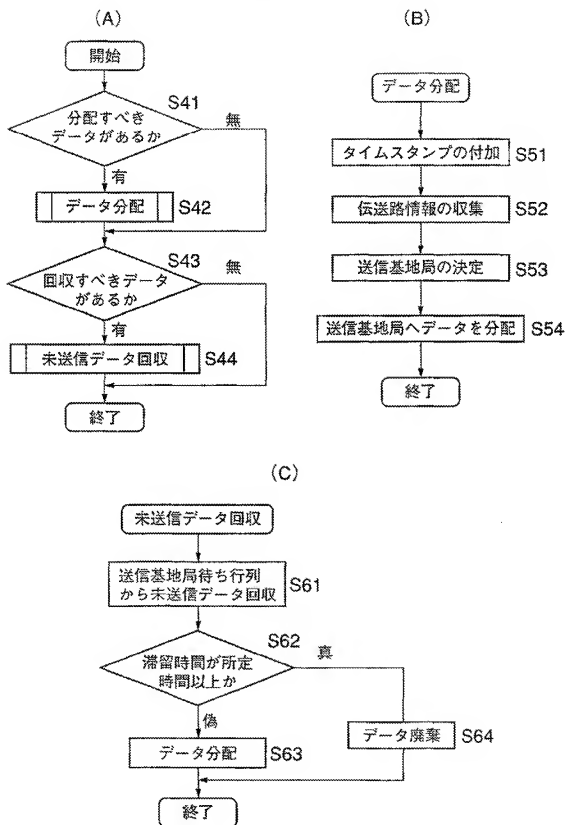 (A)
開始
S41
分配すべき
データがあるか
無
有
データ分配
S42
S43
回収すべきデータ
があるか
無
有
未送信データ回収
S44
終了
(B)
データ分配
タイムスタンプの付加
S51
伝送路情報の収集
S52
送信基地局の決定
S53
送信基地局へデータを分配
S54
終了
(C)
未送信データ回収
送信基地局待ち行列
から未送信データ回収
S61
S62
滞留時間が所定
時間以上か
真
偽
データ分配
S63
データ廃棄
S64
終了